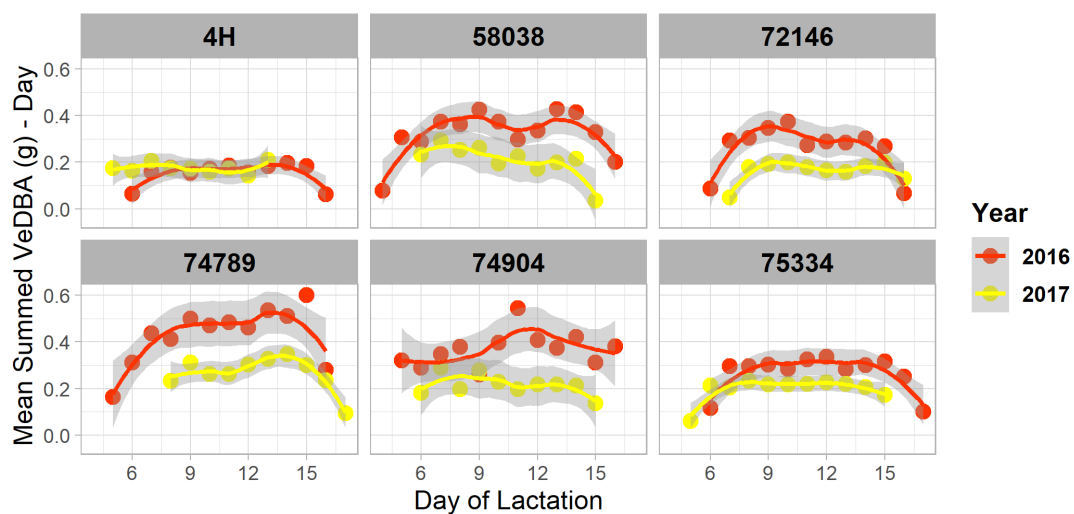 4H 58038 72146
Mean Summed VeDBA (g) - Day
0.6
0.4
0.2
0.0
74789 74904 75334
0.6
0.4
0.2
0.0
6 9 12 15 6 9 12 15 6 9 12 15
Day of Lactation
Year
2016
2017